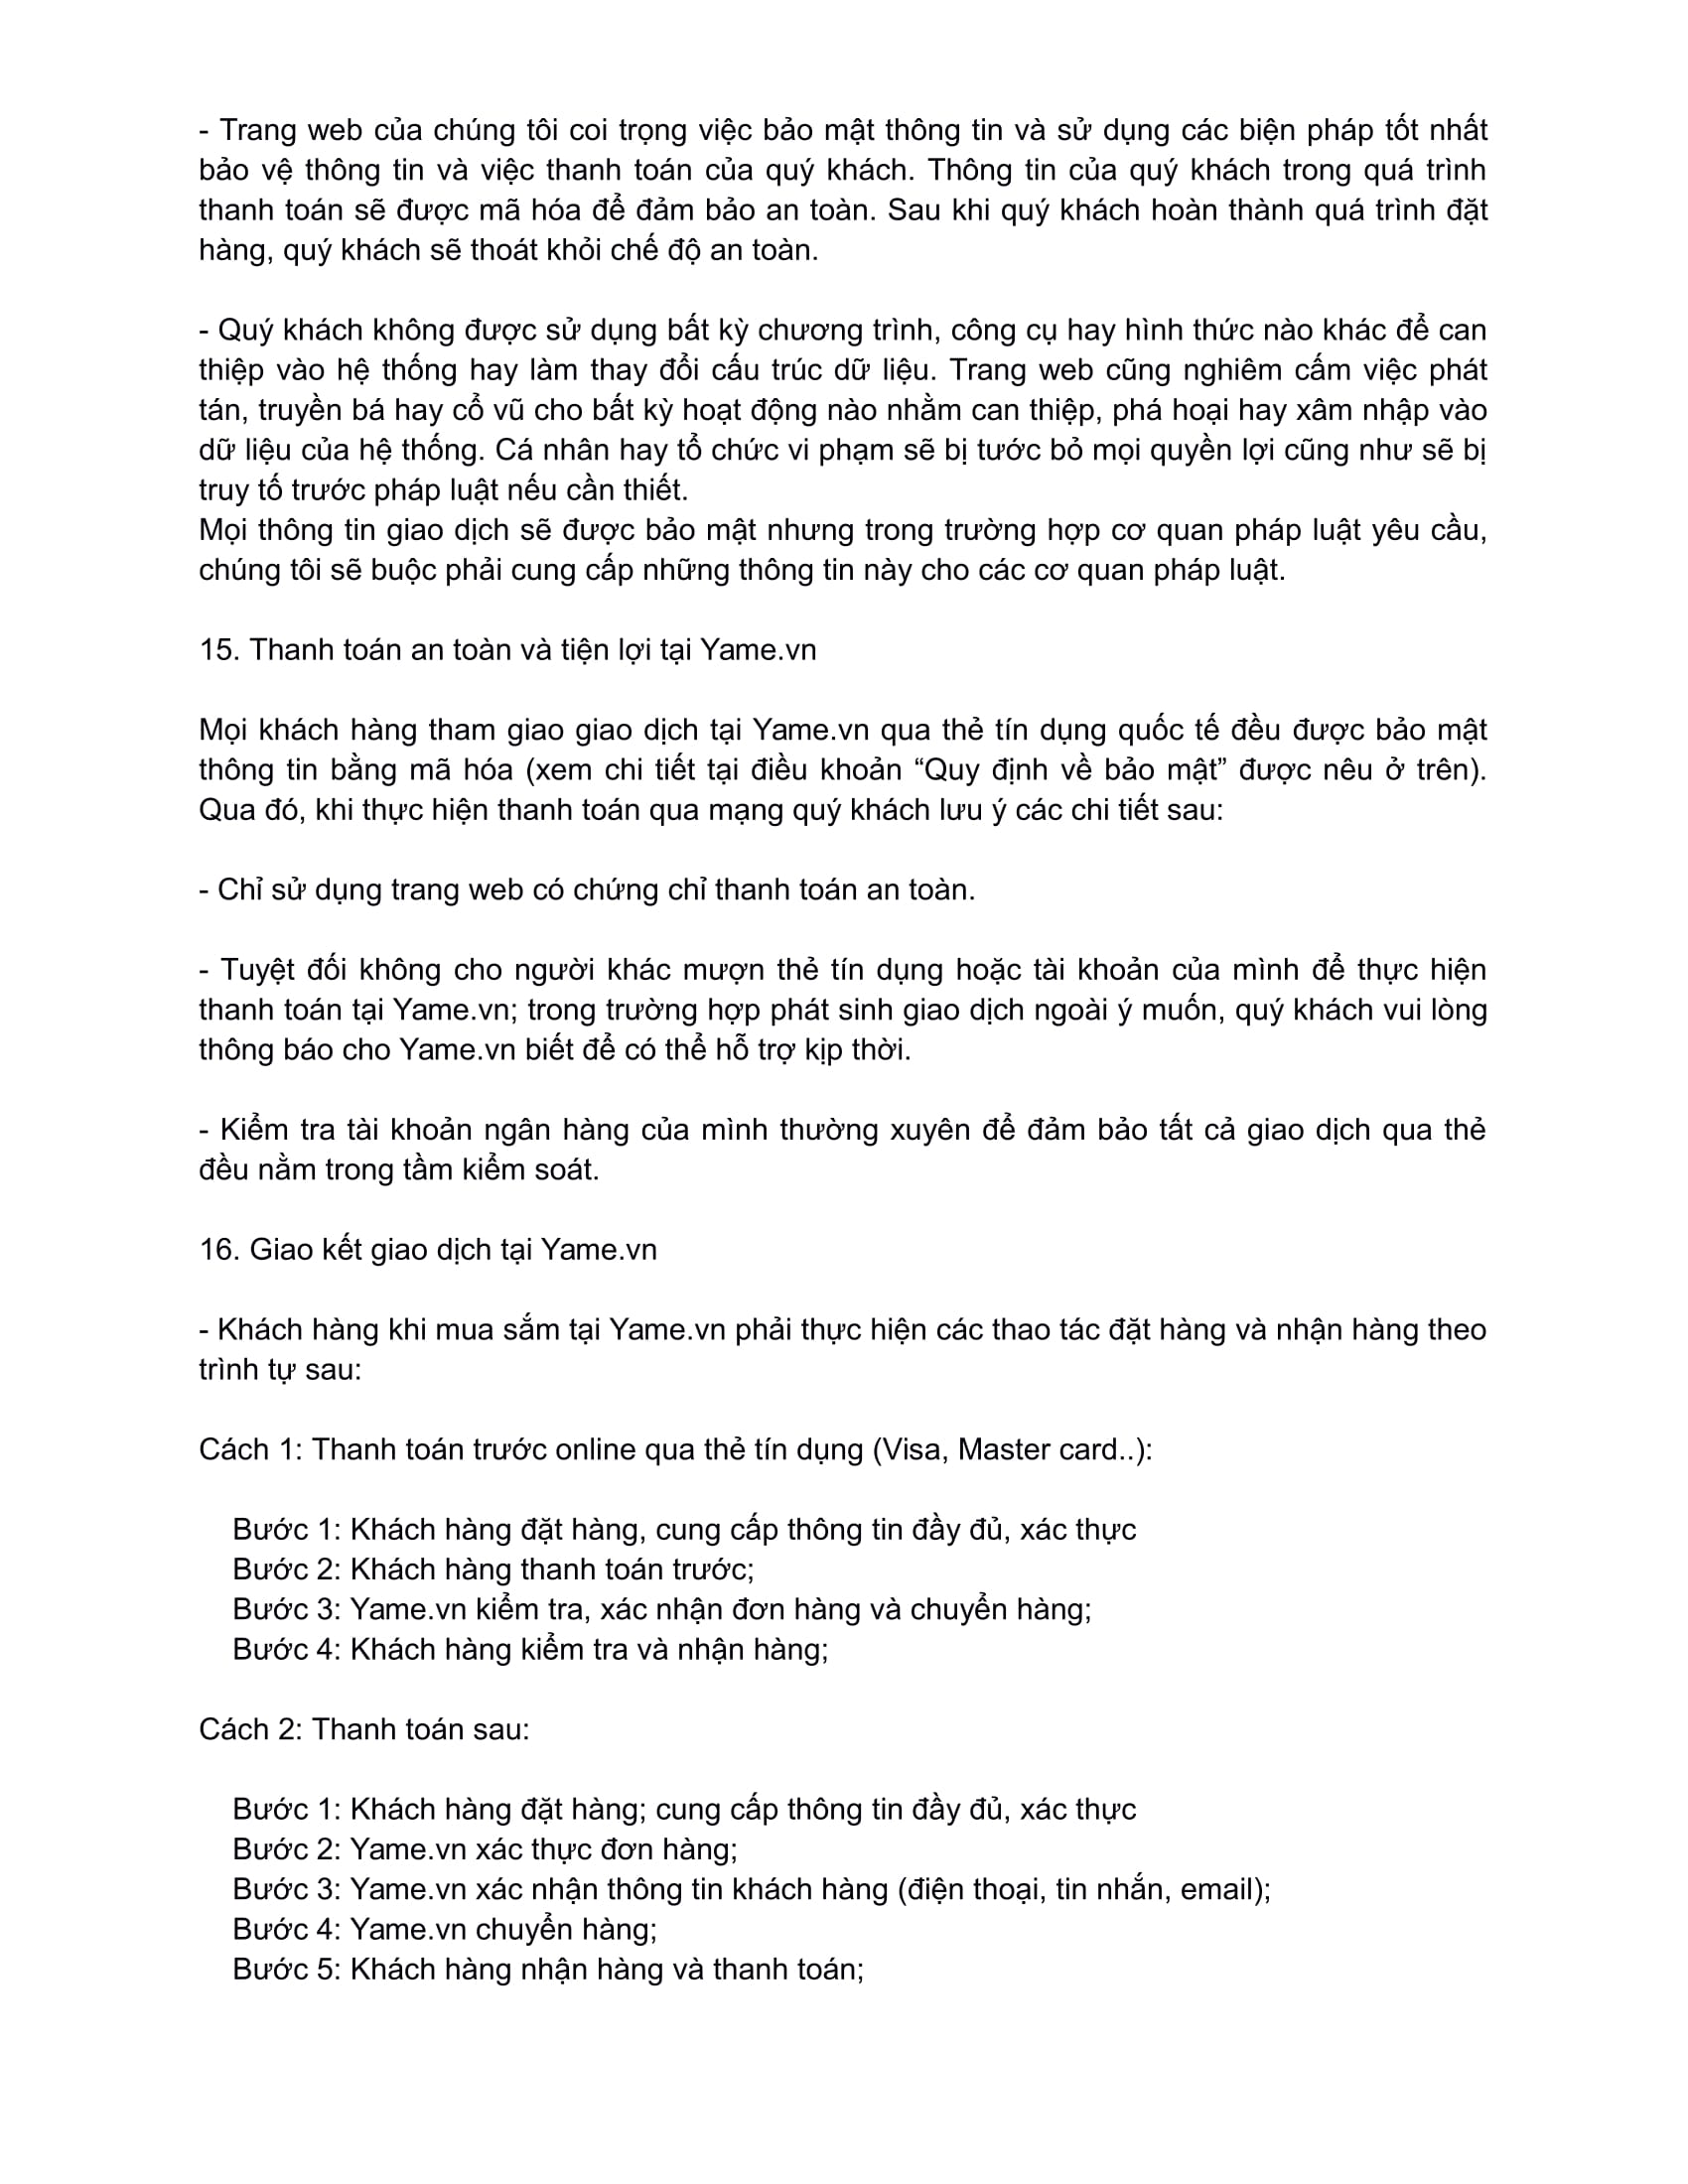 - Trang web của chúng tôi coi trọng việc bảo mật thông tin và sử dụng các biện pháp tốt nhất
bảo vệ thông tin và việc thanh toán của quý khách. Thông tin của quý khách trong quá trình
thanh toán sẽ được mã hóa để đảm bảo an toàn. Sau khi quý khách hoàn thành quá trình đặt
hàng, quý khách sẽ thoát khỏi chế độ an toàn.
- Quý khách không được sử dụng bất kỳ chương trình, công cụ hay hình thức nào khác để can
thiệp vào hệ thống hay làm thay đổi cấu trúc dữ liệu. Trang web cũng nghiêm cấm việc phát
tán, truyền bá hay cổ vũ cho bất kỳ hoạt động nào nhằm can thiệp, phá hoại hay xâm nhập vào
dữ liệu của hệ thống. Cá nhân hay tổ chức vi phạm sẽ bị tước bỏ mọi quyền lợi cũng như sẽ bị
truy tố trước pháp luật nếu cần thiết.
Mọi thông tin giao dịch sẽ được bảo mật nhưng trong trường hợp cơ quan pháp luật yêu cầu,
chúng tôi sẽ buộc phải cung cấp những thông tin này cho các cơ quan pháp luật.
15. Thanh toán an toàn và tiện lợi tại Yame.vn
Mọi khách hàng tham giao giao dịch tại Yame.vn qua thẻ tín dụng quốc tế đều được bảo mật
thông tin bằng mã hóa (xem chi tiết tại điều khoản “Quy định về bảo mật” được nêu ở trên).
Qua đó, khi thực hiện thanh toán qua mạng quý khách lưu ý các chi tiết sau:
- Chỉ sử dụng trang web có chứng chỉ thanh toán an toàn.
- Tuyệt đối không cho người khác mượn thẻ tín dụng hoặc tài khoản của mình để thực hiện
thanh toán tại Yame.vn; trong trường hợp phát sinh giao dịch ngoài ý muốn, quý khách vui lòng
thông báo cho Yame.vn biết để có thể hỗ trợ kịp thời.
- Kiểm tra tài khoản ngân hàng của mình thường xuyên để đảm bảo tất cả giao dịch qua thẻ
đều nằm trong tầm kiểm soát.
16. Giao kết giao dịch tại Yame.vn
- Khách hàng khi mua sắm tại Yame.vn phải thực hiện các thao tác đặt hàng và nhận hàng theo
trình tự sau:
Cách 1: Thanh toán trước online qua thẻ tín dụng (Visa, Master card..):
Bước 1: Khách hàng đặt hàng, cung cấp thông tin đầy đủ, xác thực
Bước 2: Khách hàng thanh toán trước;
Bước 3: Yame.vn kiểm tra, xác nhận đơn hàng và chuyển hàng;
Bước 4: Khách hàng kiểm tra và nhận hàng;
Cách 2: Thanh toán sau:
Bước 1: Khách hàng đặt hàng; cung cấp thông tin đầy đủ, xác thực
Bước 2: Yame.vn xác thực đơn hàng;
Bước 3: Yame.vn xác nhận thông tin khách hàng (điện thoại, tin nhắn, email);
Bước 4: Yame.vn chuyển hàng;
Bước 5: Khách hàng nhận hàng và thanh toán;